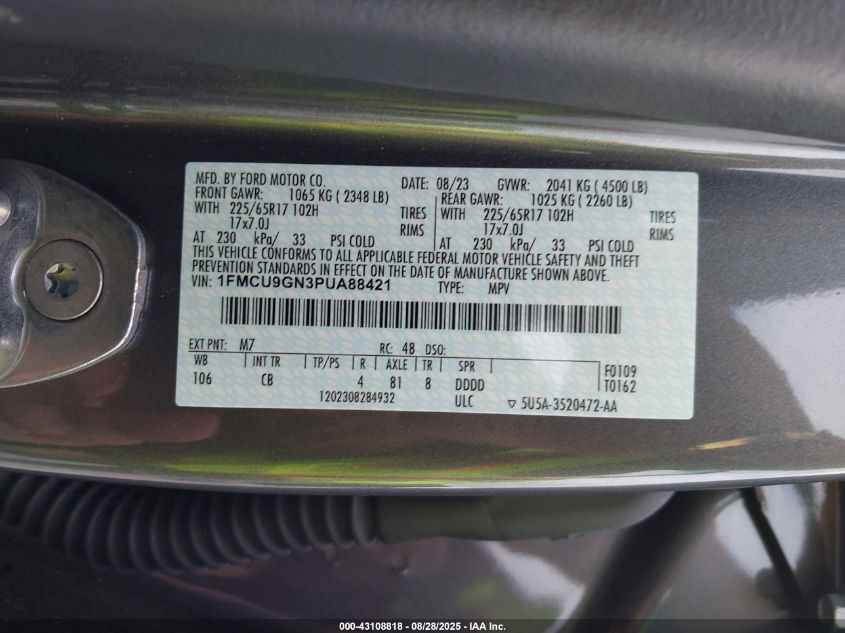 MFD. BY FORD MOTOR CO. DATE: 08/23 GVWR: 2041 KG ( 4500 LB)
FRONT GAWR: 1065 KG ( 2348 LB) REAR GAWR: 1025 KG ( 2260 LB)
WITH 225/65R17 102H TIRES WITH 225/65R17 102H TIRES
17x7.0J RIMS 17x7.0J RIMS
AT 230 kPa/ 33 PSI COLD AT 230 kPa/ 33 PSI COLD
THIS VEHICLE CONFORMS TO ALL APPLICABLE FEDERAL MOTOR VEHICLE SAFETY AND THEFT
PREVENTION STANDARDS IN EFFECT ON THE DATE OF MANUFACTURE SHOWN ABOVE.
VIN: 1FMCU9GN3PUA88421 TYPE: MPV
EXT PNT: M7 RC: 48 DSO:
WB INT TR TP/PS R AXLE TR SPR F0109
106 CB 4 81 8 DDDD T0162
1202308284932 ULC ▽ 5U5A-3520472-AA
000-43108818 - 08/28/2025 - IAA Inc.